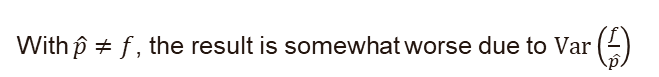 With p̂ ≠ f, the result is somewhat worse due to Var (f/p̂)